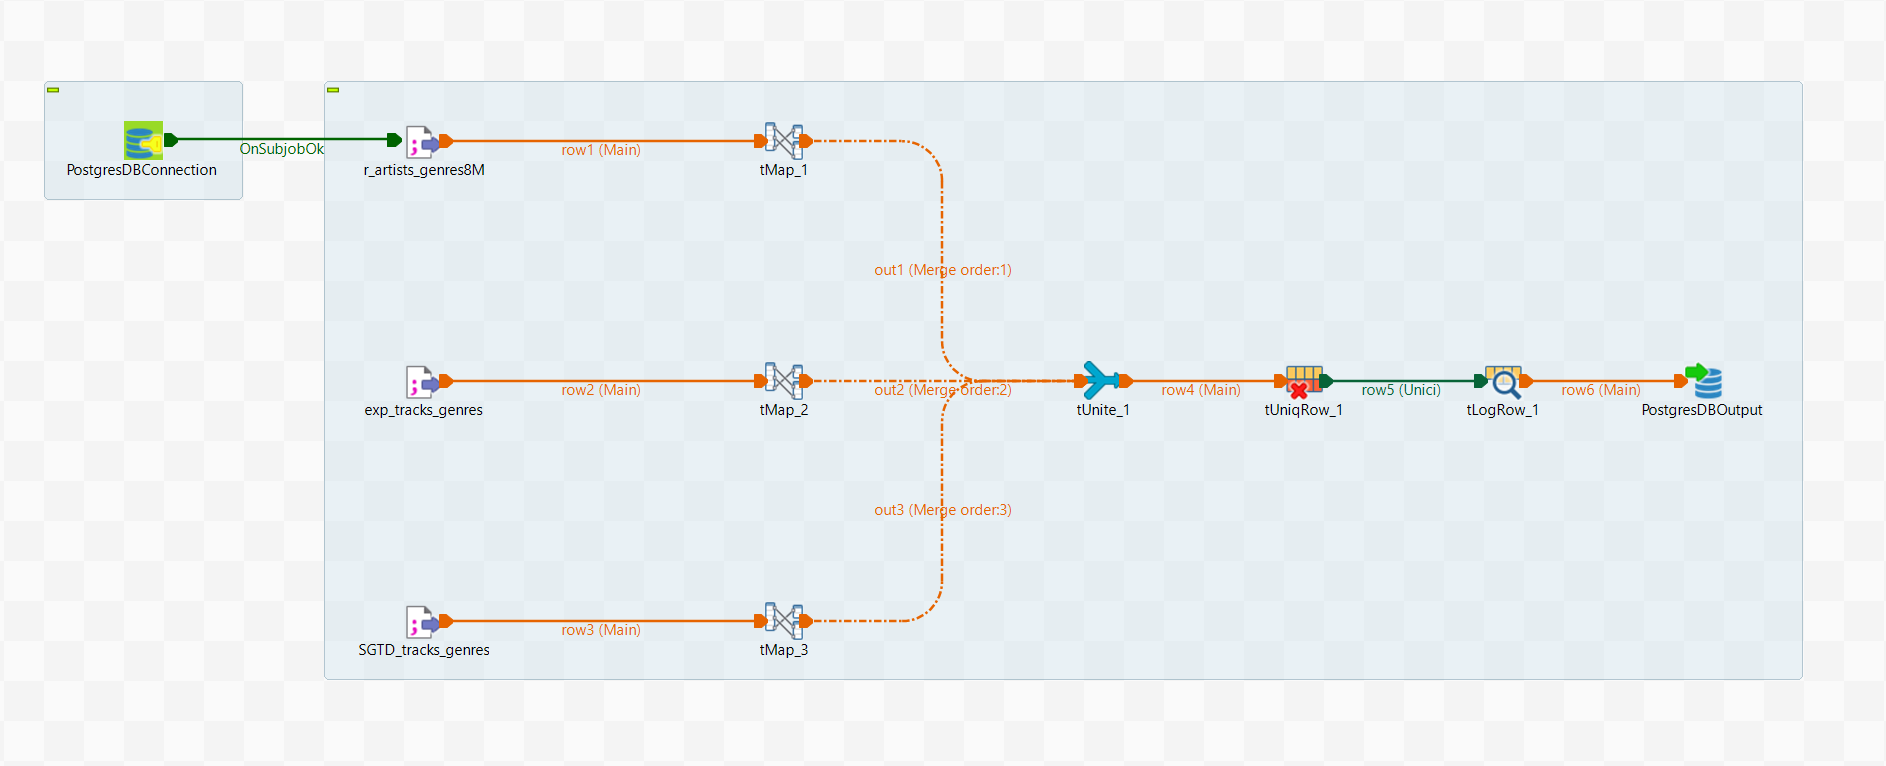 OnSubjobOk
PostgresDBConnection
row1 (Main)
r_artists_genres8M
tMap_1
out1 (Merge order:1)
row2 (Main)
out2 (Merge order:2)
row4 (Main)
row5 (Unici)
row6 (Main)
exp_tracks_genres
tMap_2
tUnite_1
tUniqRow_1
tLogRow_1
PostgresDBOutput
out3 (Merge order:3)
row3 (Main)
SGTD_tracks_genres
tMap_3